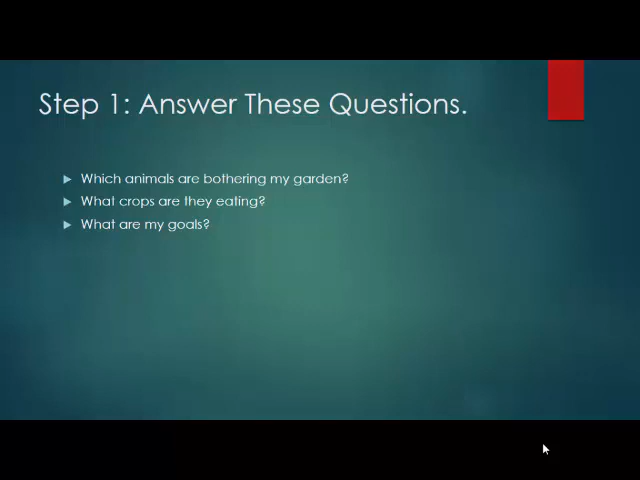 Step 1: Answer These Questions.
Which animals are bothering my garden?
What crops are they eating?
What are my goals?